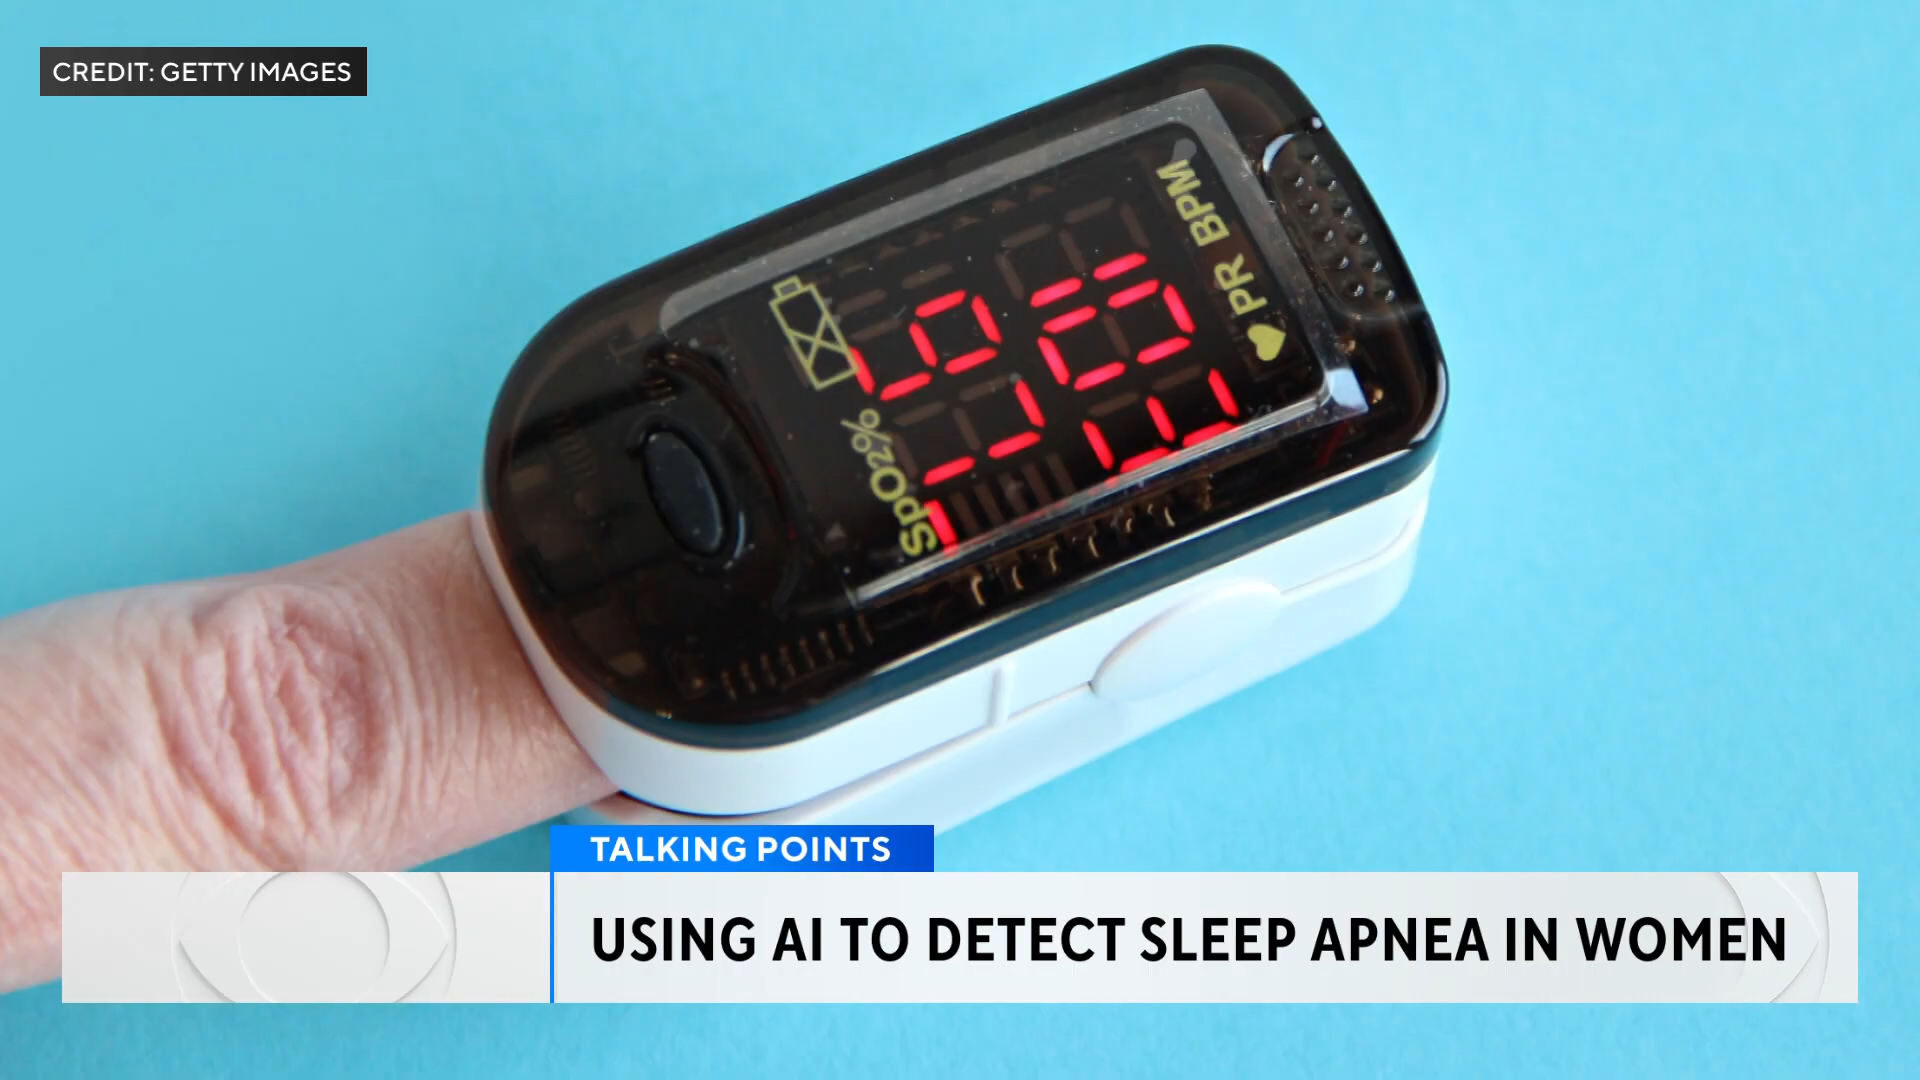 CREDIT: GETTY IMAGES
PR BPM
SpO2%
TALKING POINTS
USING AI TO DETECT SLEEP APNEA IN WOMEN